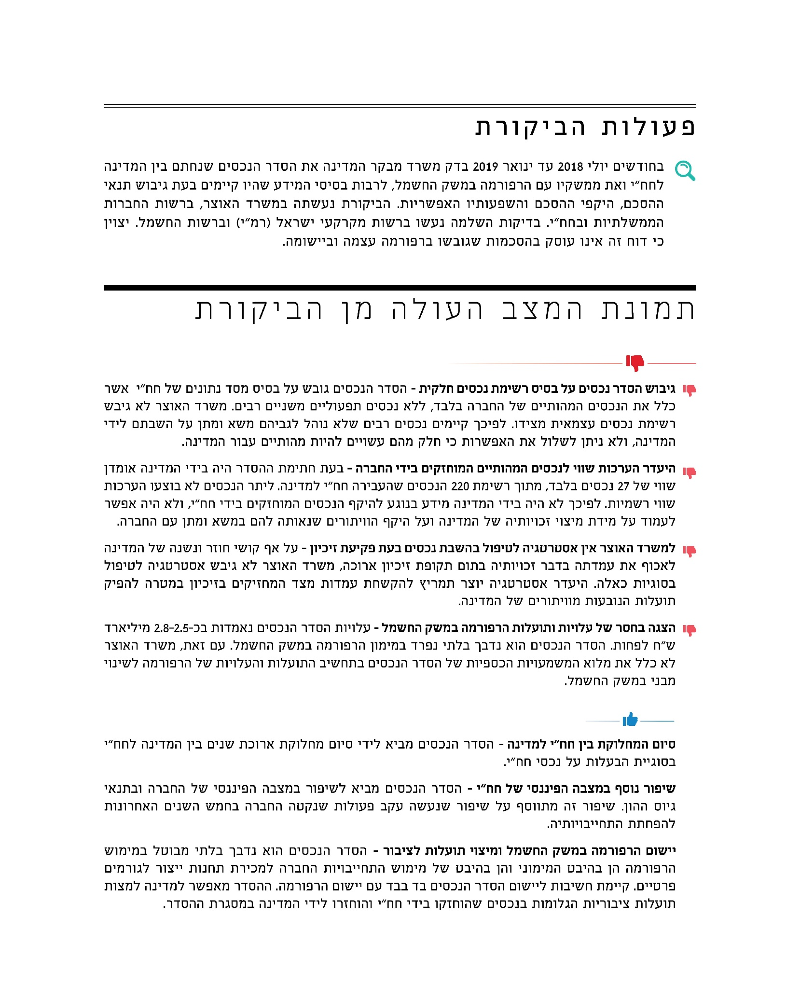 פעולות הביקורת
בחודשים יולי 2018 עד ינואר 2019 בדק משרד מבקר המדינה את הסדר הנכסים שנחתם בין המדינה
לחח״י ואת ממשקיו עם הרפורמה במשק החשמל, לרבות בסיסי המידע שהיו קיימים בעת גיבוש תנאי
ההסכם, היקפי ההסכם והשפעותיו האפשריות. הביקורת נעשתה במשרד האוצר, ברשות החברות
הממשלתיות ובחח״י. בדיקות השלמה נעשו ברשות מקרקעי ישראל (רמ״י) וברשות החשמל. יצוין
כי דוח זה אינו עוסק בהסכמות שגובשו ברפורמה עצמה וביישומה.
תמונת המצב העולה מן הביקורת
גיבוש הסדר נכסים על בסיס רשימת נכסים חלקית - הסדר הנכסים גובש על בסיס מסד נתונים של חח״י אשר
כלל את הנכסים המהותיים של החברה בלבד, ללא נכסים תפעוליים משניים רבים. משרד האוצר לא גיבש
רשימת נכסים עצמאית מצידו. לפיכך קיימים נכסים רבים שלא נוהל לגביהם משא ומתן על השבתם לידי
המדינה, ולא ניתן לשלול את האפשרות כי חלק מהם עשויים להיות מהותיים עבור המדינה.
היעדר הערכות שווי לנכסים המהותיים המוחזקים בידי החברה - בעת חתימת ההסדר היה בידי המדינה אומדן
שווי של 27 נכסים בלבד, מתוך רשימת 220 הנכסים שהעבירה חח״י למדינה. ליתר הנכסים לא בוצעו הערכות
שווי רשמיות. לפיכך לא היה בידי המדינה מידע בנוגע להיקף הנכסים המוחזקים בידי חח״י, ולא היה אפשר
לעמוד על מידת מיצוי זכויותיה של המדינה ועל היקף הוויתורים שנאותה להם במשא ומתן עם החברה.
למשרד האוצר אין אסטרטגיה לטיפול בהשבת נכסים בעת פקיעת זיכיון - על אף קושי חוזר ונשנה של המדינה
לאכוף את עמדתה בדבר זכויותיה בתום תקופת זיכיון ארוכה, משרד האוצר לא גיבש אסטרטגיה לטיפול
בסוגיות כאלה. היעדר אסטרטגיה יוצר תמריץ להקשחת עמדות מצד המחזיקים בזיכיון במטרה להפיק
תועלות הנובעות מוויתורים של המדינה.
הצגה בחסר של עלויות ותועלות הרפורמה במשק החשמל - עלויות הסדר הנכסים נאמדות בכ-2.8-2.5 מיליארד
ש״ח לפחות. הסדר הנכסים הוא נדבך בלתי נפרד במימון הרפורמה במשק החשמל. עם זאת, משרד האוצר
לא כלל את מלוא המשמעויות הכספיות של הסדר הנכסים בתחשיב התועלות והעלויות של הרפורמה לשינוי
מבני במשק החשמל.
סיום המחלוקת בין חח״י למדינה - הסדר הנכסים מביא לידי סיום מחלוקת ארוכת שנים בין המדינה לחח״י
בסוגיית הבעלות על נכסי חח״י.
שיפור נוסף במצבה הפיננסי של חח״י - הסדר הנכסים מביא לשיפור במצבה הפיננסי של החברה ובתנאי
גיוס ההון. שיפור זה מתווסף על שיפור שנעשה עקב פעולות שנקטה החברה בחמש השנים האחרונות
להפחתת התחייבויותיה.
יישום הרפורמה במשק החשמל ומיצוי תועלות לציבור - הסדר הנכסים הוא נדבך בלתי מבוטל במימוש
הרפורמה הן בהיבט המימוני והן בהיבט של מימוש התחייבויות החברה למכירת תחנות ייצור לגורמים
פרטיים. קיימת חשיבות ליישום הסדר הנכסים בד בבד עם יישום הרפורמה. ההסדר מאפשר למדינה למצות
תועלות ציבוריות הגלומות בנכסים שהוחזקו בידי חח״י והוחזרו לידי המדינה במסגרת ההסדר.